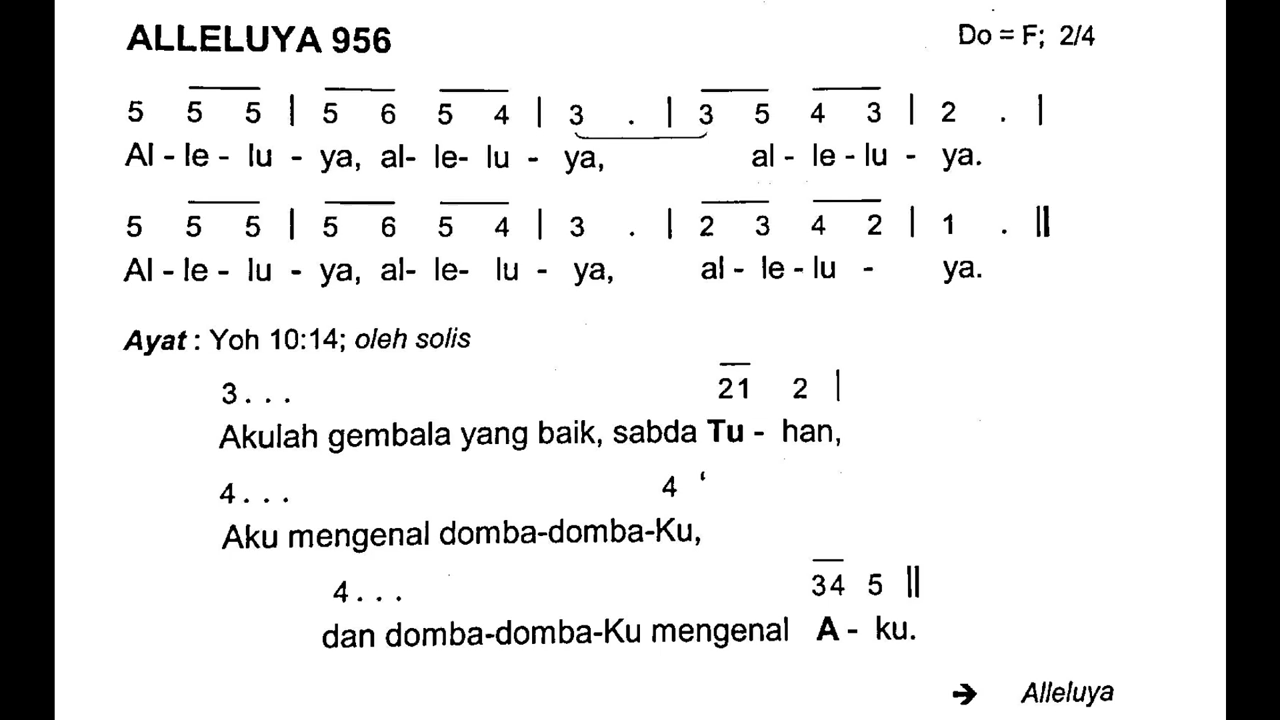 ALLELUYA 956 Do = F; 2/4
5 5 5 | 5 6 5 4 | 3 . | 3 5 4 3 | 2 . |
Al - le - lu - ya, al- le- lu - ya, al - le - lu - ya.
5 5 5 | 5 6 5 4 | 3 . | 2 3 4 2 | 1 . ||
Al - le - lu - ya, al- le- lu - ya, al - le - lu - ya.
Ayat : Yoh 10:14; oleh solis
3 . . . 21 2 |
Akulah gembala yang baik, sabda Tu - han,
4 . . . 4 ‘
Aku mengenal domba-domba-Ku,
4 . . . 34 5 ||
dan domba-domba-Ku mengenal A - ku.
→ Alleluya